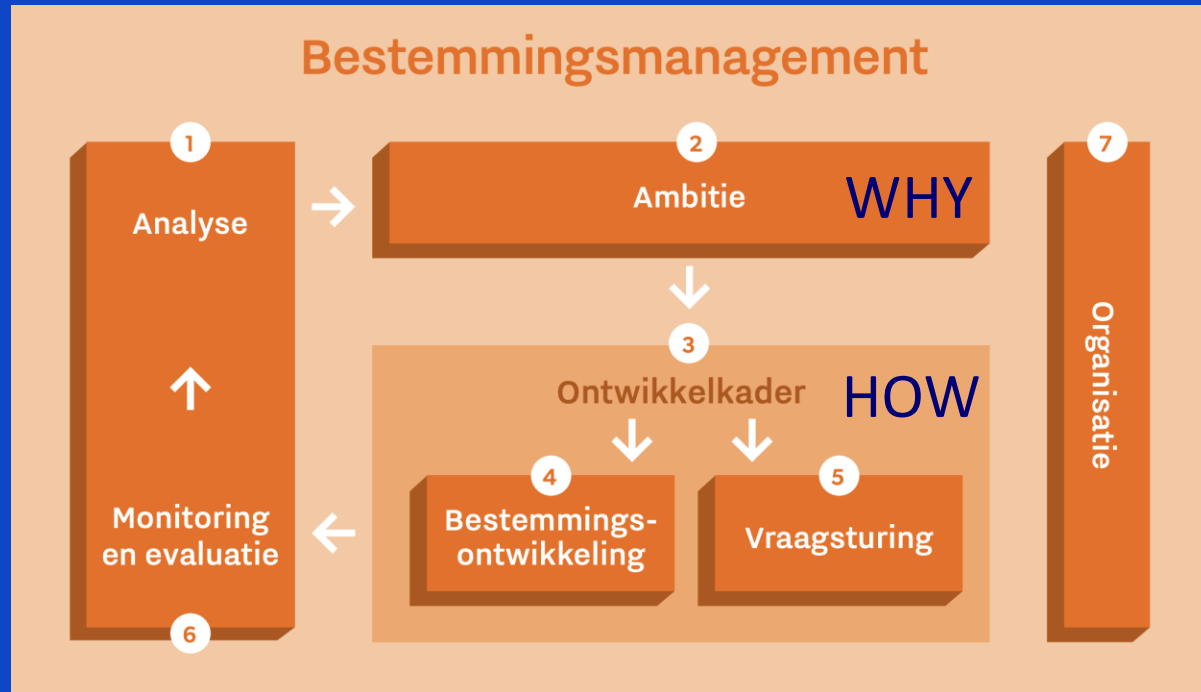 Bestemmingsmanagement
1
Analyse
2
Ambitie
WHY
3
Ontwikkelkader
HOW
4
Bestemmings-
ontwikkeling
5
Vraagsturing
Monitoring
en evaluatie
6
7
Organisatie